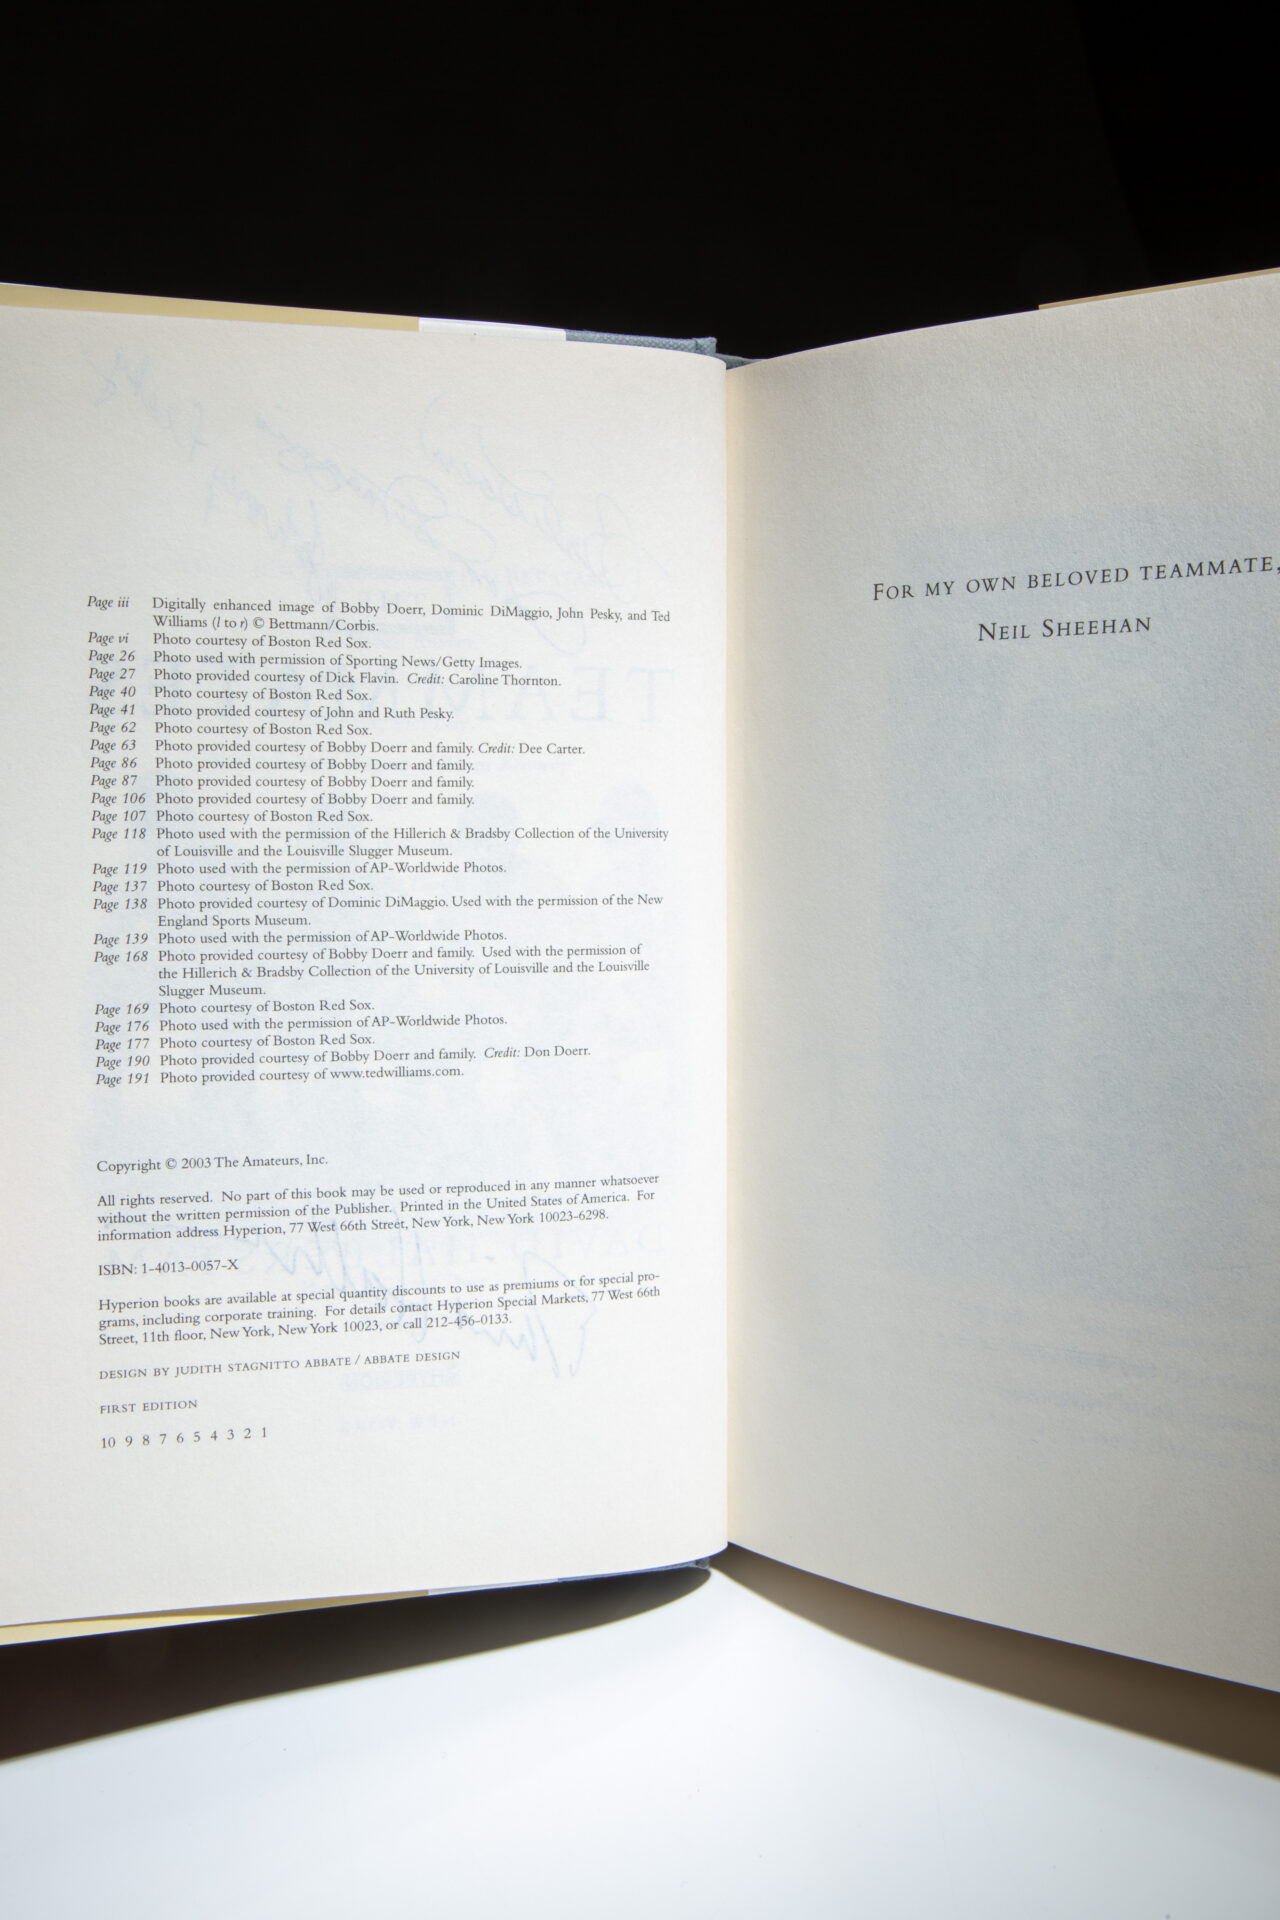 Page iii Digitally enhanced image of Bobby Doerr, Dominic DiMaggio, John Pesky, and Ted
Williams (l to r) © Bettmann/Corbis.
Page vi Photo courtesy of Boston Red Sox.
Page 26 Photo used with permission of Sporting News/Getty Images.
Page 27 Photo provided courtesy of Dick Flavin. Credit: Caroline Thornton.
Page 40 Photo courtesy of Boston Red Sox.
Page 41 Photo provided courtesy of John and Ruth Pesky.
Page 62 Photo courtesy of Boston Red Sox.
Page 63 Photo provided courtesy of Bobby Doerr and family. Credit: Dee Carter.
Page 86 Photo provided courtesy of Bobby Doerr and family.
Page 87 Photo provided courtesy of Bobby Doerr and family.
Page 106 Photo provided courtesy of Bobby Doerr and family.
Page 107 Photo courtesy of Boston Red Sox.
Page 118 Photo used with the permission of the Hillerich & Bradsby Collection of the University
of Louisville and the Louisville Slugger Museum.
Page 119 Photo used with the permission of AP-Worldwide Photos.
Page 137 Photo courtesy of Boston Red Sox.
Page 138 Photo provided courtesy of Dominic DiMaggio. Used with the permission of the New
England Sports Museum.
Page 139 Photo used with the permission of AP-Worldwide Photos.
Page 168 Photo provided courtesy of Bobby Doerr and family. Used with the permission of
the Hillerich & Bradsby Collection of the University of Louisville and the Louisville
Slugger Museum.
Page 169 Photo courtesy of Boston Red Sox.
Page 176 Photo used with the permission of AP-Worldwide Photos.
Page 177 Photo courtesy of Boston Red Sox.
Page 190 Photo provided courtesy of Bobby Doerr and family. Credit: Don Doerr.
Page 191 Photo provided courtesy of www.tedwilliams.com.
Copyright © 2003 The Amateurs, Inc.
All rights reserved. No part of this book may be used or reproduced in any manner whatsoever
without the written permission of the Publisher. Printed in the United States of America. For
information address Hyperion, 77 West 66th Street, New York, New York 10023-6298.
ISBN: 1-4013-0057-X
Hyperion books are available at special quantity discounts to use as premiums or for special pro-
grams, including corporate training. For details contact Hyperion Special Markets, 77 West 66th
Street, 11th floor, New York, New York 10023, or call 212-456-0133.
DESIGN BY JUDITH STAGNITTO ABBATE / ABBATE DESIGN
FIRST EDITION
10 9 8 7 6 5 4 3 2 1
FOR MY OWN BELOVED TEAMMATE,
NEIL SHEEHAN